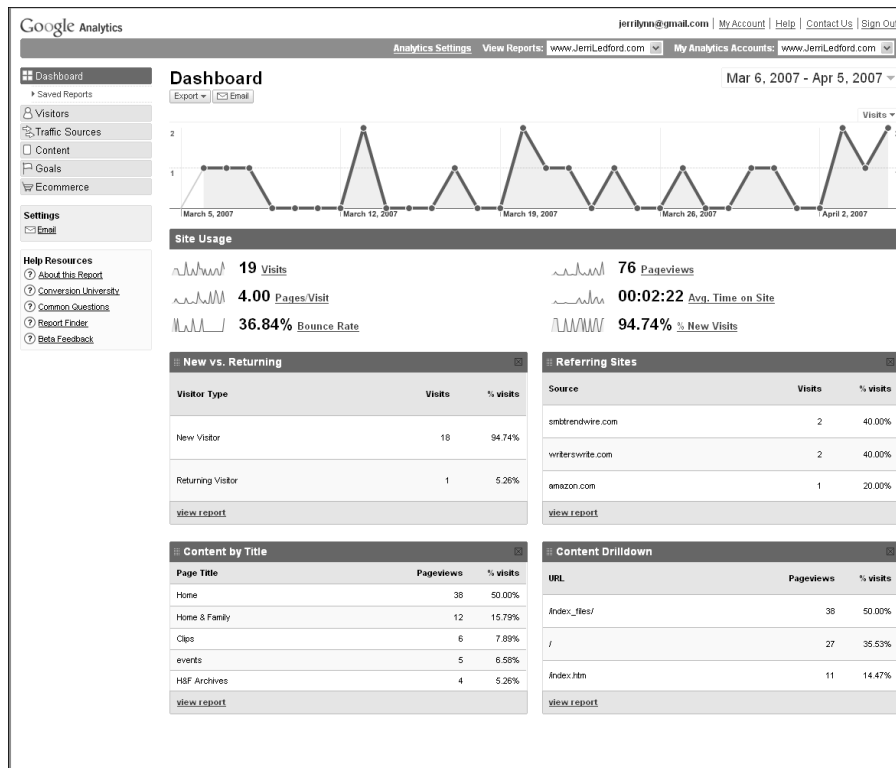 Google Analytics
jerrilynn@gmail.com | My Account | Help | Contact Us | Sign Out
Analytics Settings View Reports: www.JerriLedford.com My Analytics Accounts: www.JerriLedford.com
Dashboard
Saved Reports
Visitors
Traffic Sources
Content
Goals
Ecommerce
Settings
Email
Help Resources
About this Report
Conversion University
Common Questions
Report Finder
Beta Feedback
Dashboard
Mar 6, 2007 - Apr 5, 2007
Export Email
Visits
2
1
March 5, 2007 March 12, 2007 March 19, 2007 March 26, 2007 April 2, 2007
Site Usage
19 Visits
76 Pageviews
4.00 Pages/Visit
00:02:22 Avg. Time on Site
36.84% Bounce Rate
94.74% % New Visits
New vs. Returning
Visitor Type Visits % visits
New Visitor 18 94.74%
Returning Visitor 1 5.26%
view report
Referring Sites
Source Visits % visits
smbtrendwire.com 2 40.00%
writerswrite.com 2 40.00%
amazon.com 1 20.00%
view report
Content by Title
Page Title Pageviews % visits
Home 38 50.00%
Home & Family 12 15.79%
Clips 6 7.89%
events 5 6.58%
H&F Archives 4 5.26%
view report
Content Drilldown
URL Pageviews % visits
/index_files/ 38 50.00%
/ 27 35.53%
/index.htm 11 14.47%
view report